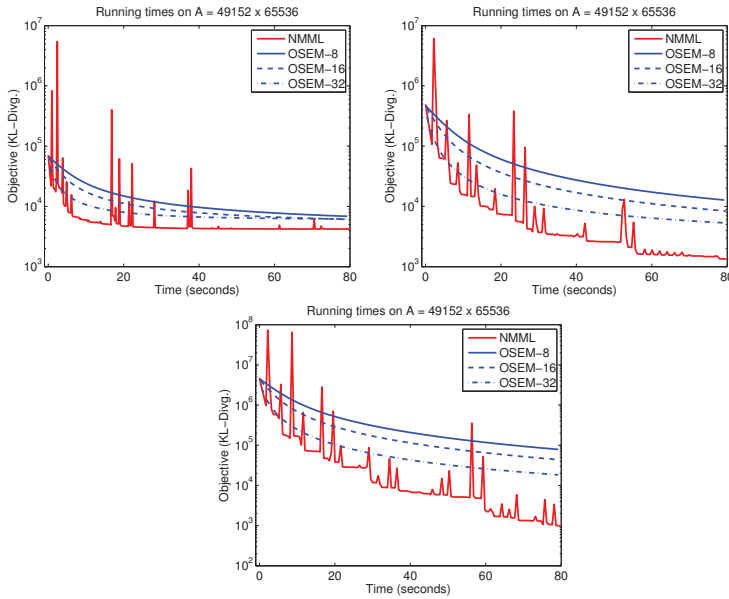 Running times on A = 49152 x 65536
Objective (KL−Divg.)
10^7
10^6
10^5
10^4
10^3
0
20
40
60
80
Time (seconds)
NMML
OSEM−8
OSEM−16
OSEM−32
Running times on A = 49152 x 65536
Objective (KL−Divg.)
10^7
10^6
10^5
10^4
10^3
0
20
40
60
80
Time (seconds)
NMML
OSEM−8
OSEM−16
OSEM−32
Running times on A = 49152 x 65536
Objective (KL−Divg.)
10^8
10^7
10^6
10^5
10^4
10^3
10^2
0
20
40
60
80
Time (seconds)
NMML
OSEM−8
OSEM−16
OSEM−32